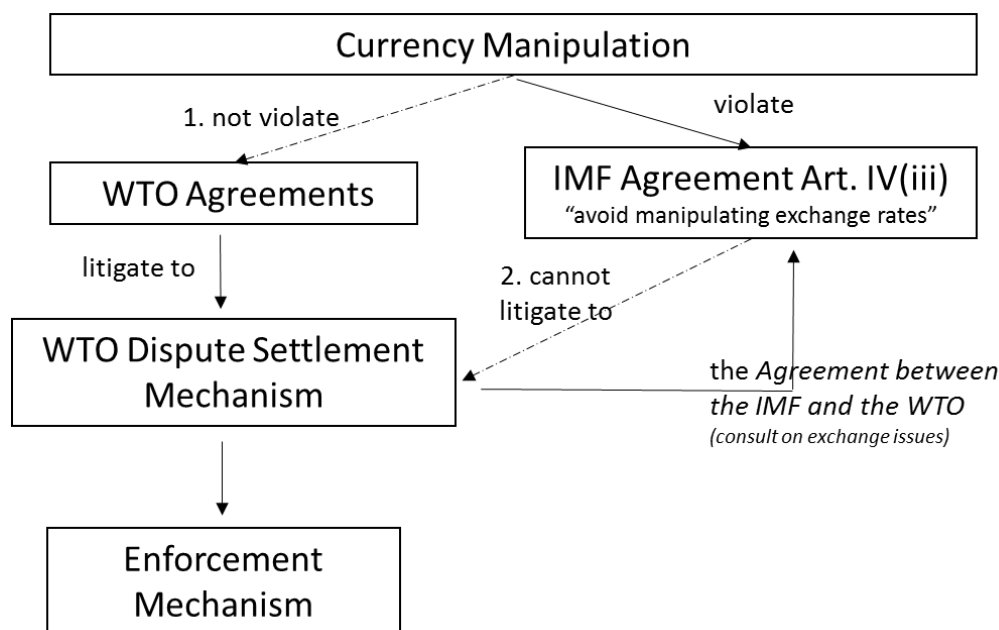 Currency Manipulation
1. not violate
violate
WTO Agreements
IMF Agreement Art. IV(iii)
“avoid manipulating exchange rates”
litigate to
2. cannot
litigate to
WTO Dispute Settlement
Mechanism
the Agreement between
the IMF and the WTO
(consult on exchange issues)
Enforcement
Mechanism